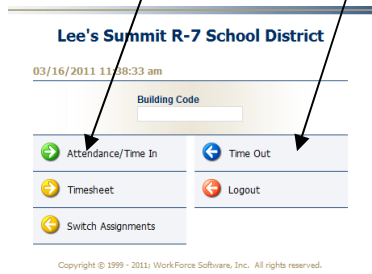 Lee's Summit R-7 School District
03/16/2011 11:38:33 am
Building Code
Attendance/Time In
Time Out
Timesheet
Logout
Switch Assignments
Copyright © 1999 - 2011; WorkForce Software, Inc. All rights reserved.